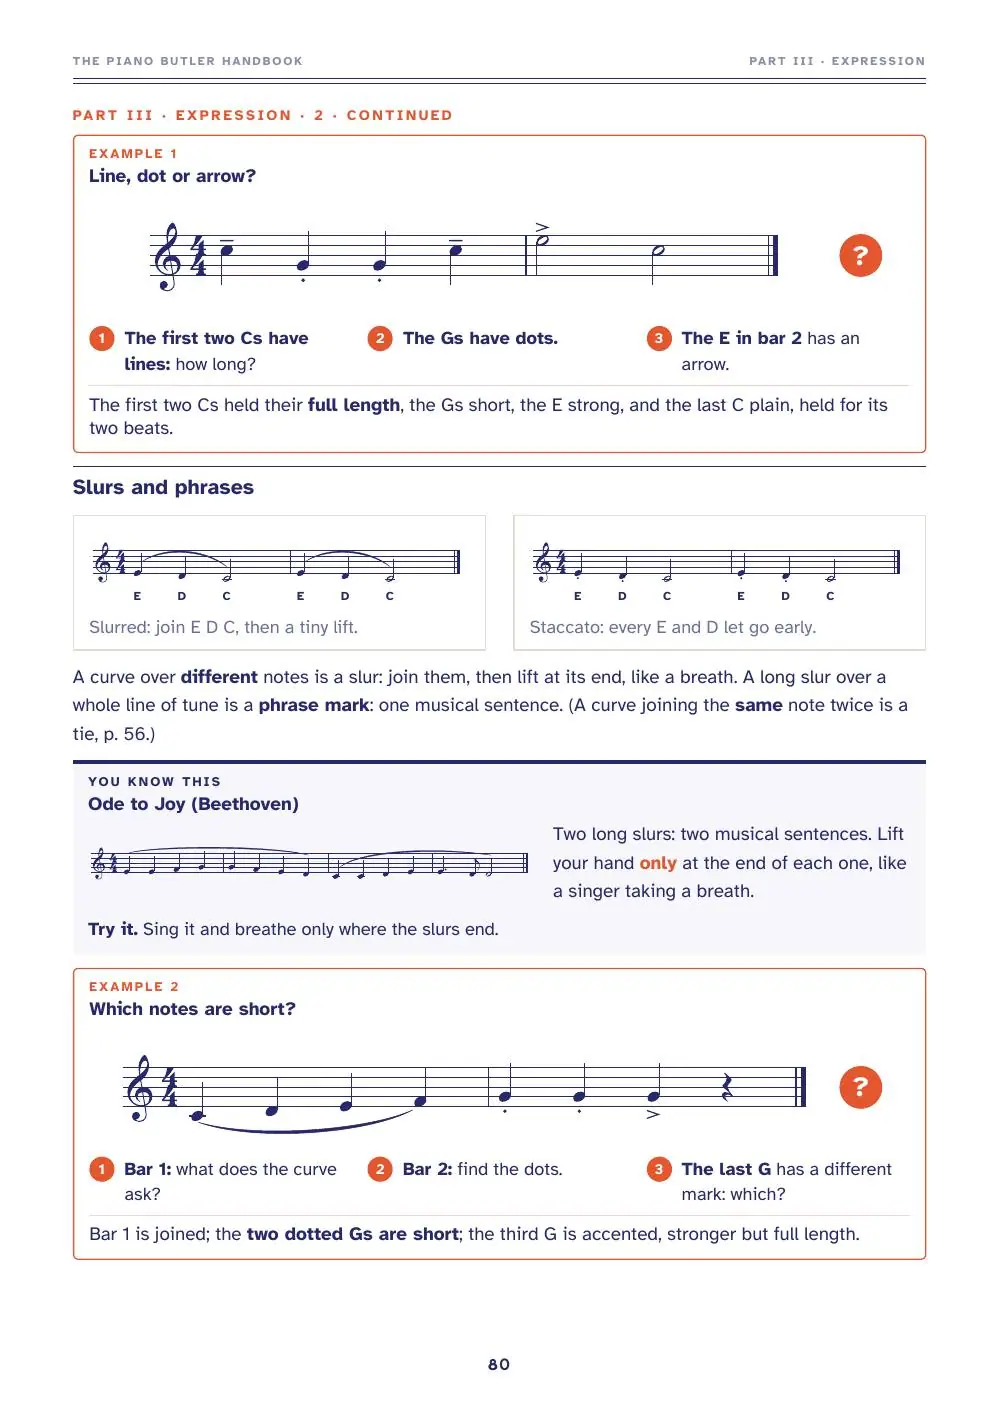 THE PIANO BUTLER HANDBOOK
PART III · EXPRESSION
PART III · EXPRESSION · 2 · CONTINUED
EXAMPLE 1
Line, dot or arrow?
4
4
?
1 The first two Cs have
lines: how long?
2 The Gs have dots.
3 The E in bar 2 has an
arrow.
The first two Cs held their full length, the Gs short, the E strong, and the last C plain, held for its
two beats.
Slurs and phrases
4
4
E D C E D C
Slurred: join E D C, then a tiny lift.
4
4
E D C E D C
Staccato: every E and D let go early.
A curve over different notes is a slur: join them, then lift at its end, like a breath. A long slur over a
whole line of tune is a phrase mark: one musical sentence. (A curve joining the same note twice is a
tie, p. 56.)
YOU KNOW THIS
Ode to Joy (Beethoven)
4
4
Two long slurs: two musical sentences. Lift
your hand only at the end of each one, like
a singer taking a breath.
Try it. Sing it and breathe only where the slurs end.
EXAMPLE 2
Which notes are short?
4
4
?
1 Bar 1: what does the curve
ask?
2 Bar 2: find the dots.
3 The last G has a different
mark: which?
Bar 1 is joined; the two dotted Gs are short; the third G is accented, stronger but full length.
80